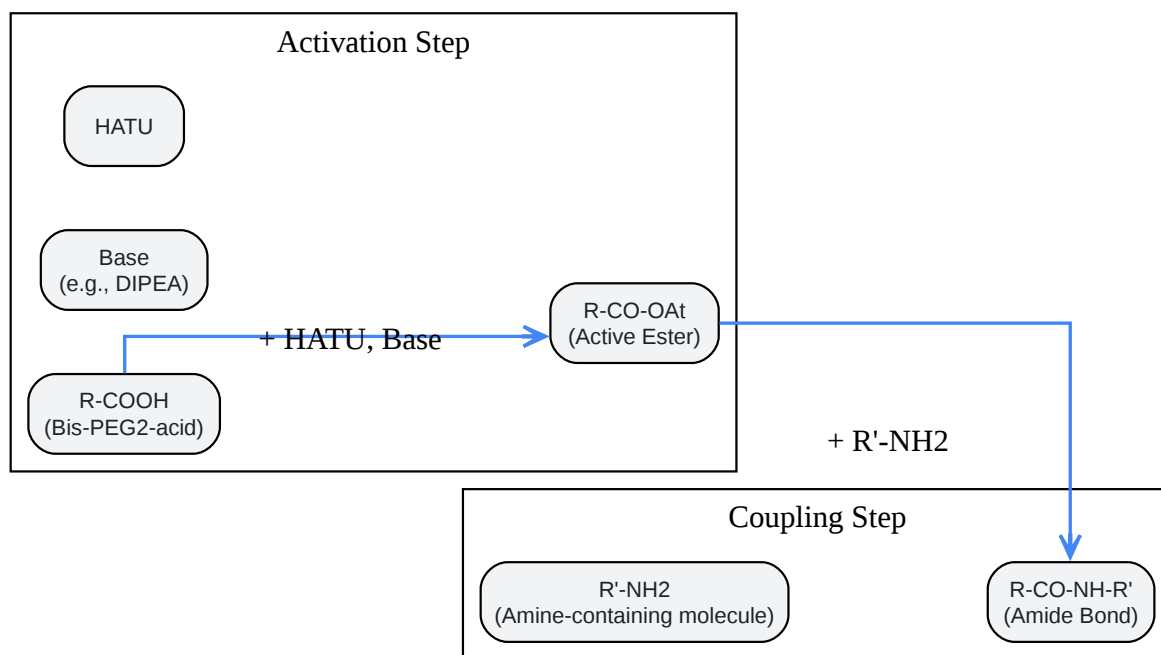 Activation Step
HATU
Base
(e.g., DIPEA)
R-CO-OAt
(Active Ester)
+ HATU, Base
R-COOH
(Bis-PEG2-acid)
+ R'-NH2
Coupling Step
R'-NH2
(Amine-containing molecule)
R-CO-NH-R'
(Amide Bond)